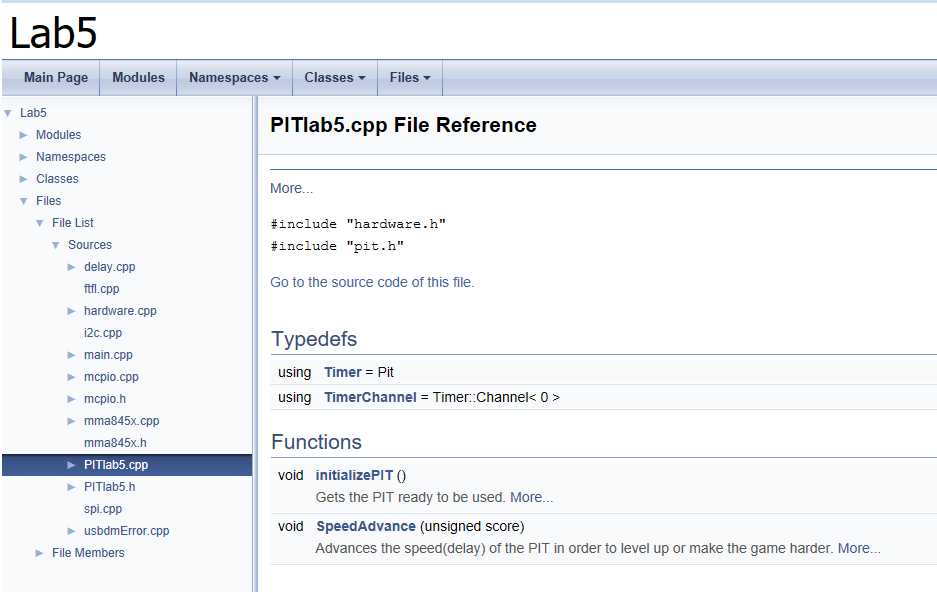 Lab5
Main Page Modules Namespaces Classes Files
Lab5
Modules
Namespaces
Classes
Files
File List
Sources
delay.cpp
ftfl.cpp
hardware.cpp
i2c.cpp
main.cpp
mcpio.cpp
mcpio.h
mma845x.cpp
mma845x.h
PITlab5.cpp
PITlab5.h
spi.cpp
usbdmError.cpp
File Members
PITlab5.cpp File Reference
More...
#include "hardware.h"
#include "pit.h"
Go to the source code of this file.
Typedefs
using Timer = Pit
using TimerChannel = Timer::Channel< 0 >
Functions
void initializePIT ()
Gets the PIT ready to be used. More...
void SpeedAdvance (unsigned score)
Advances the speed(delay) of the PIT in order to level up or make the game harder. More...